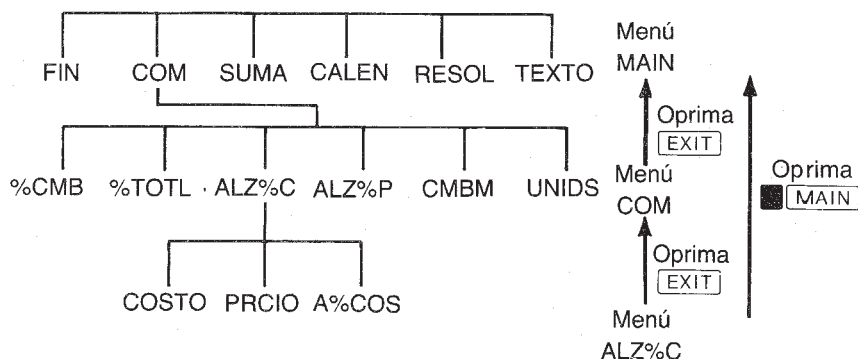 FIN COM SUMA CALEN RESOL TEXTO
%CMB %TOTL ALZ%C ALZ%P CMBM UNIDS
COSTO PRCIO A%COS
Menú
MAIN
Oprima
EXIT
Menú
COM
Oprima
EXIT
Menú
ALZ%C
Oprima
MAIN